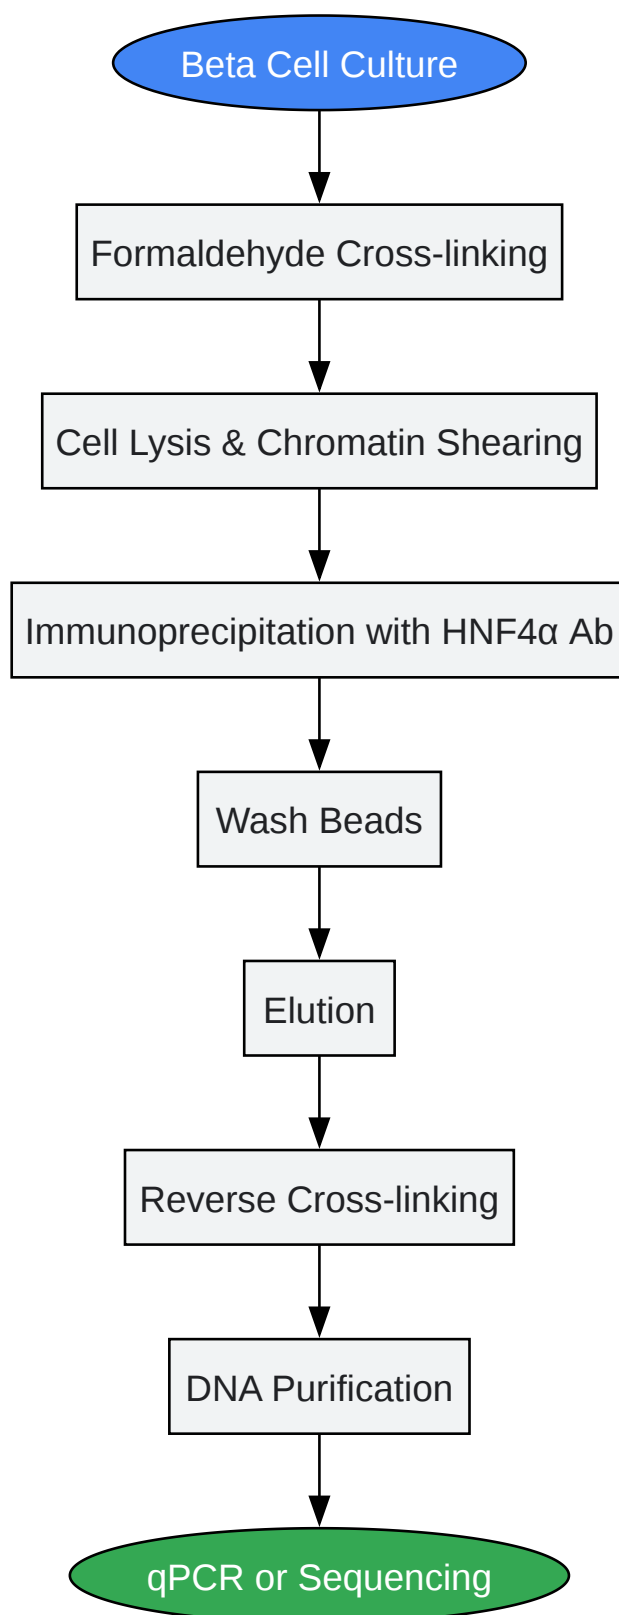 Beta Cell Culture
Formaldehyde Cross-linking
Cell Lysis & Chromatin Shearing
Immunoprecipitation with HNF4α Ab
Wash Beads
Elution
Reverse Cross-linking
DNA Purification
qPCR or Sequencing